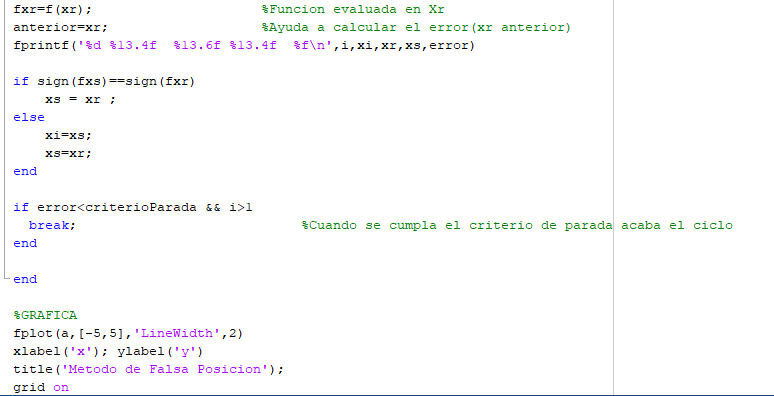 fxr=f(xr); %Funcion evaluada en Xr
anterior=xr; %Ayuda a calcular el error(xr anterior)
fprintf('%d %13.4f  %13.6f %13.4f  %f\n',i,xi,xr,xs,error)
if sign(fxs)==sign(fxr)
xs = xr ;
else
xi=xs;
xs=xr;
end
if error<criterioParada && i>1
break; %Cuando se cumpla el criterio de parada acaba el ciclo
end
end
%GRAFICA
fplot(a,[-5,5],'LineWidth',2)
xlabel('x'); ylabel('y')
title('Metodo de Falsa Posicion');
grid on